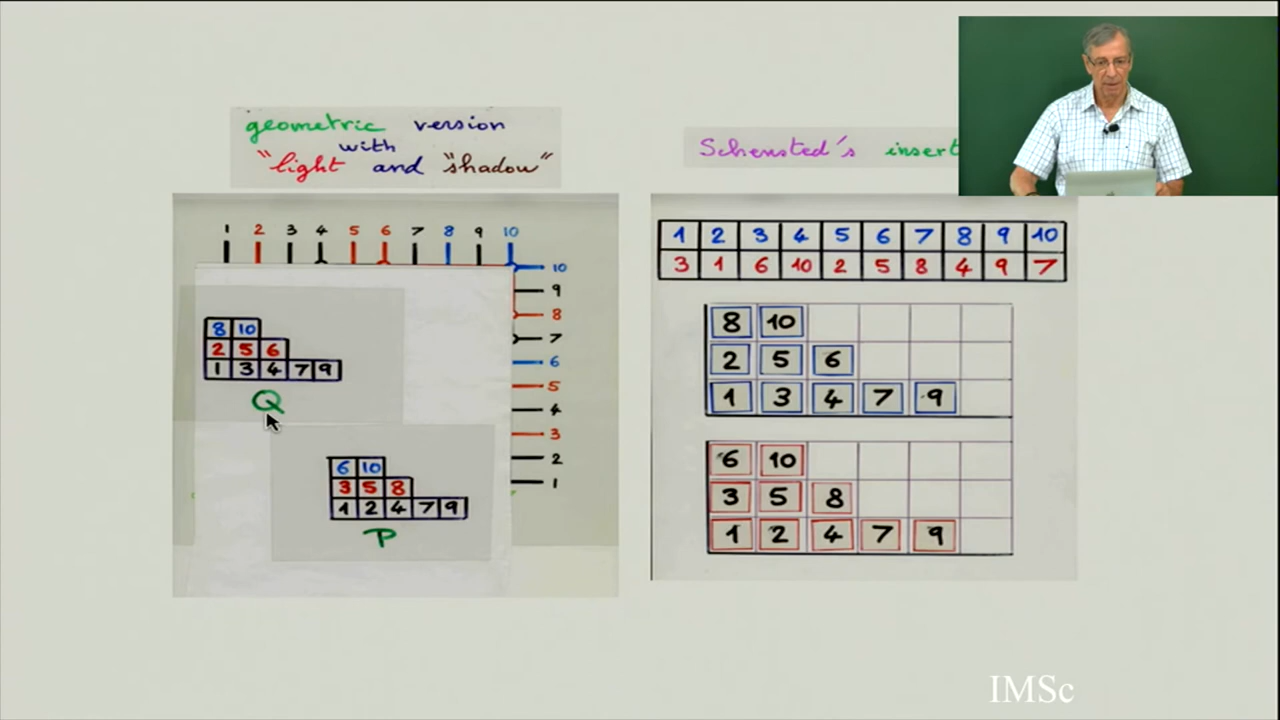 geometric version
with
"light and "shadow"
1 2 3 4 5 6 7 8 9 10
10
9
8
7
6
5
4
3
2
1
8 10
2 5 6
1 3 4 7 9
Q
6 10
3 5 8
1 2 4 7 9
P
Schensted's insert
1 2 3 4 5 6 7 8 9 10
3 1 6 10 2 5 8 4 9 7
8 10
2 5 6
1 3 4 7 9
6 10
3 5 8
1 2 4 7 9
IMSc